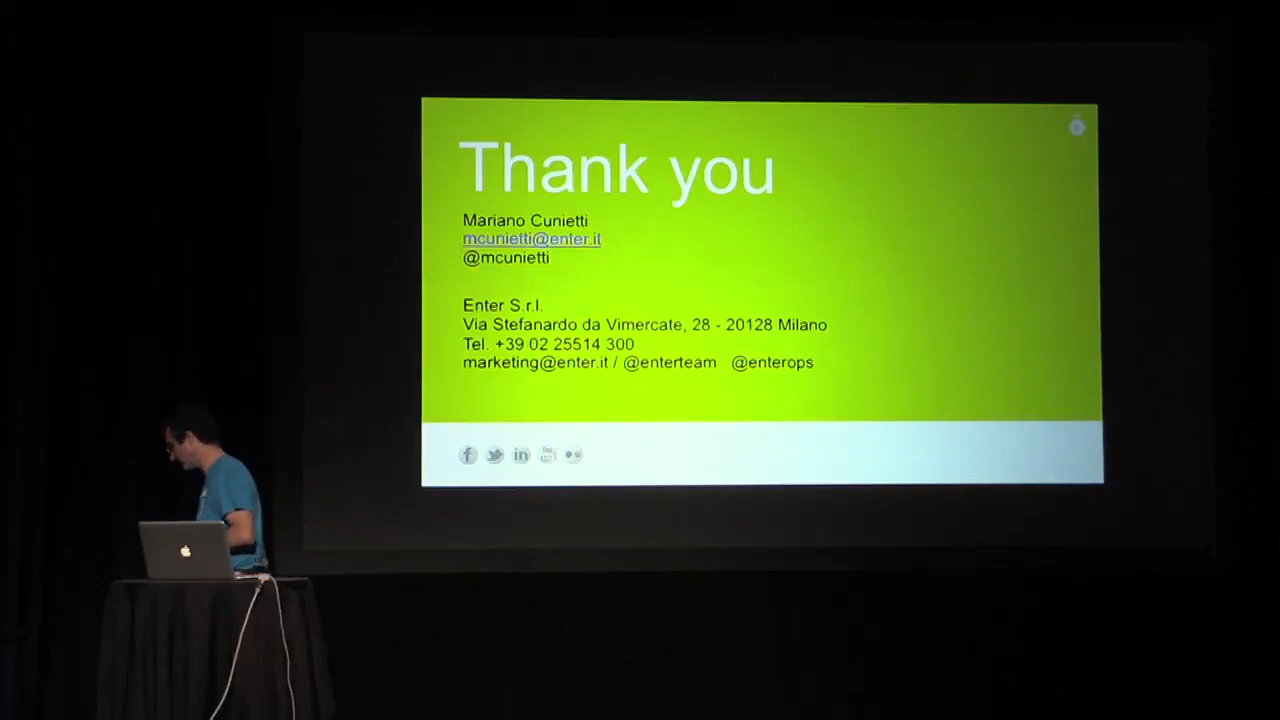 Thank you
Mariano Cunietti
mcunietti@enter.it
@mcunietti
Enter S.r.l.
Via Stefanardo da Vimercate, 28 - 20128 Milano
Tel. +39 02 25514 300
marketing@enter.it / @enterteam @enterops
f in